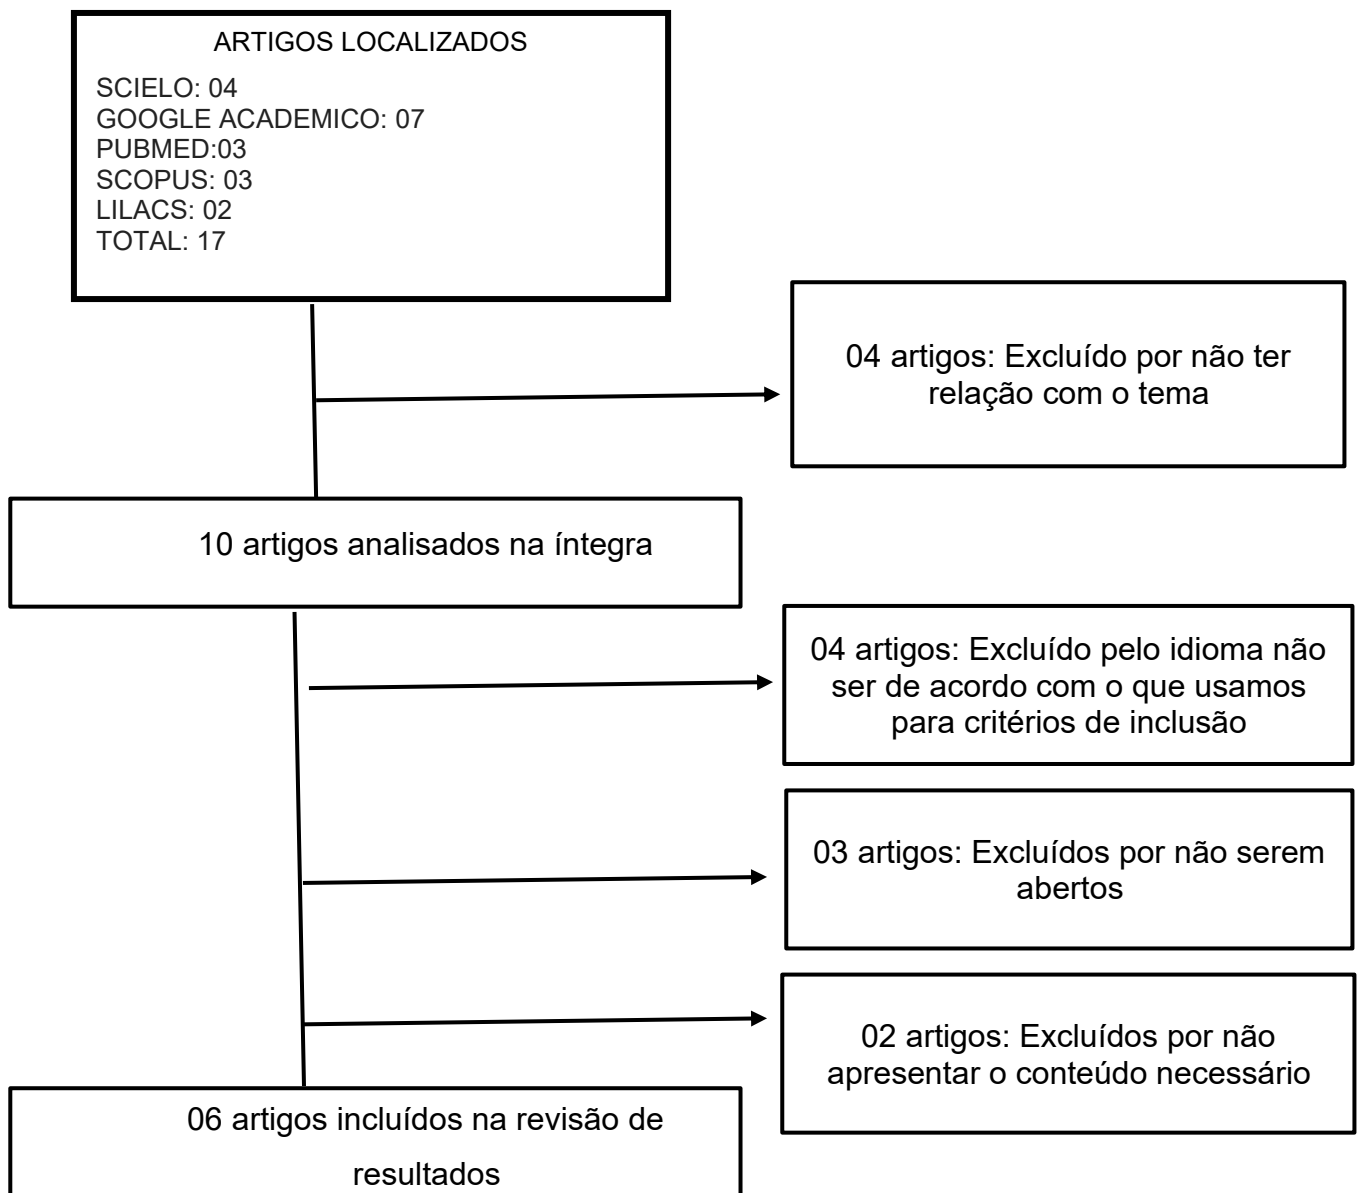 ARTIGOS LOCALIZADOS
SCIELO: 04
GOOGLE ACADEMICO: 07
PUBMED:03
SCOPUS: 03
LILACS: 02
TOTAL: 17
04 artigos: Excluído por não ter
relação com o tema
10 artigos analisados na íntegra
04 artigos: Excluído pelo idioma não
ser de acordo com o que usamos
para critérios de inclusão
03 artigos: Excluídos por não serem
abertos
02 artigos: Excluídos por não
apresentar o conteúdo necessário
06 artigos incluídos na revisão de
resultados